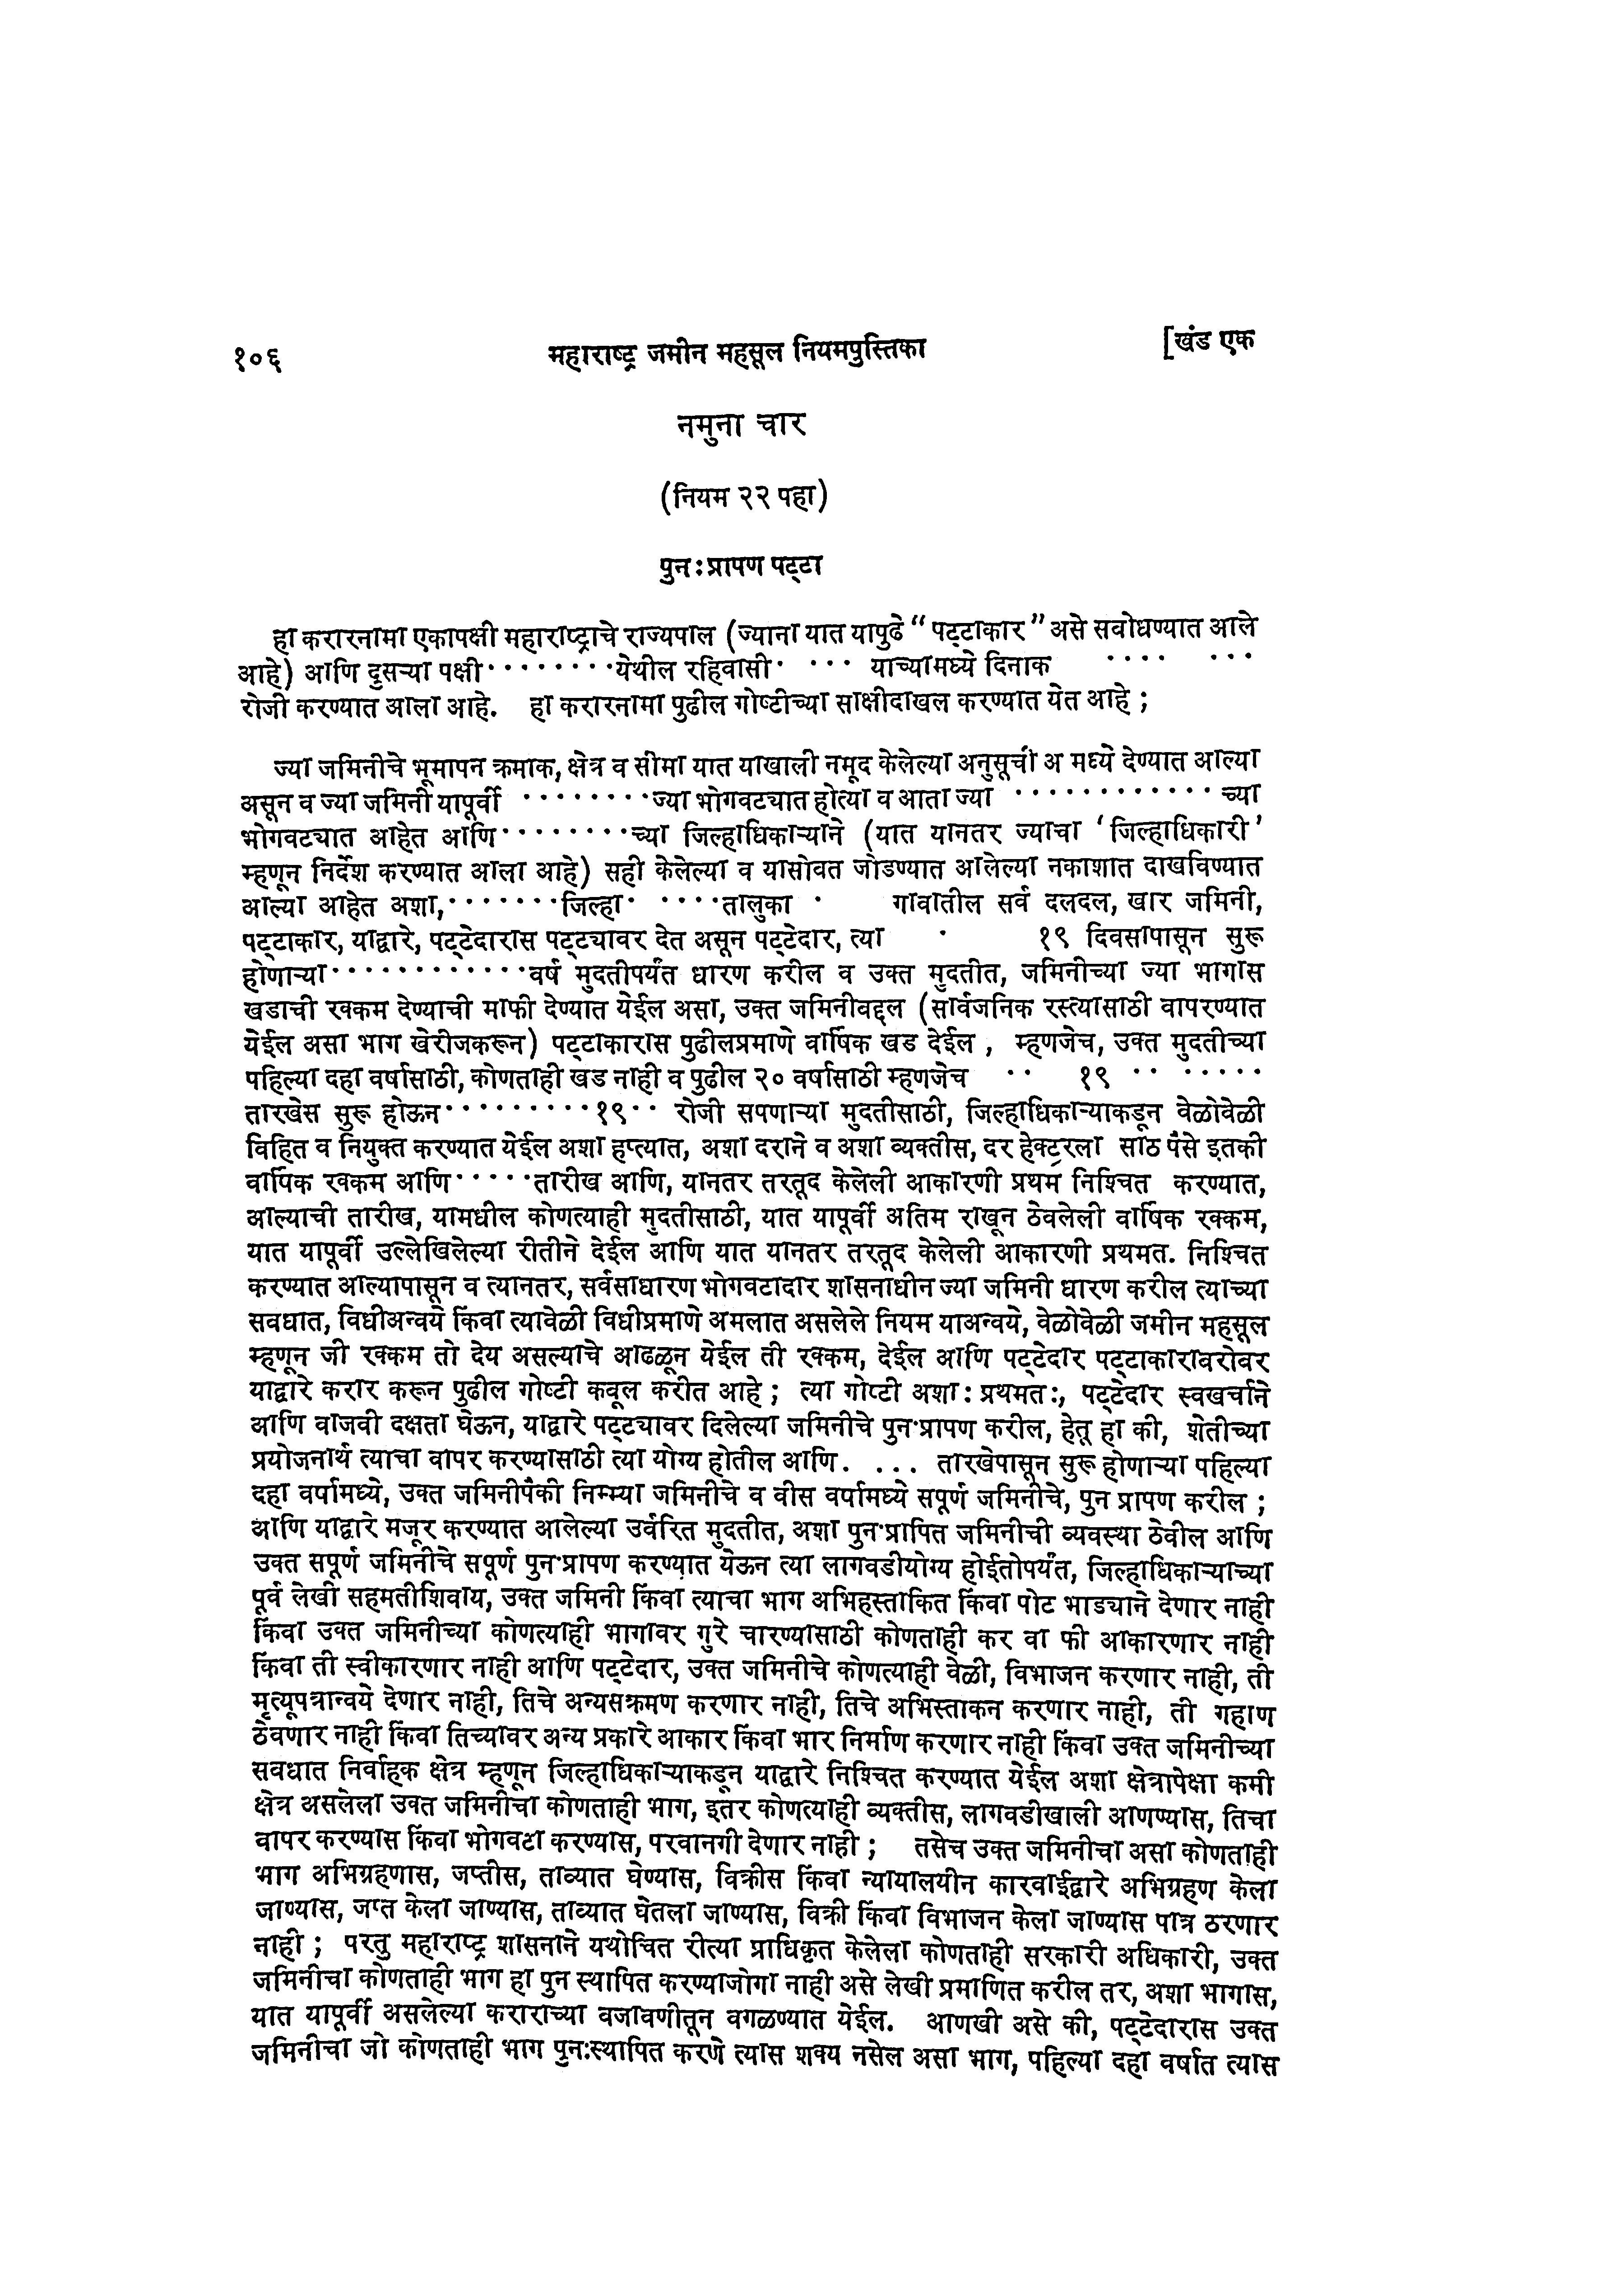 १०६ महाराष्ट्र जमीन महसूल नियमपुस्तिका [खंड एक
नमुना चार
(नियम २२ पहा)
पुनःप्रापण पट्टा
हा करारनामा एकापक्षी महाराष्ट्राचे राज्यपाल (ज्याना यात यापुढे “पट्टाकार” असे सबोधण्यात आले
आहे) आणि दुसऱ्या पक्षी ········ येथील रहिवासी · ··· याच्यामध्ये दिनाक ···· ···
रोजी करण्यात आला आहे. हा करारनामा पुढील गोष्टीच्या साक्षीदाखल करण्यात येत आहे ;
ज्या जमिनीचे भूमापन क्रमाक, क्षेत्र व सीमा यात याखाली नमूद केलेल्या अनुसूची अ मध्ये देण्यात आल्या
असून व ज्या जमिनी यापूर्वी ········ ज्या भोगवट्यात होत्या व आता ज्या ············ च्या
भोगवट्यात आहेत आणि ········ च्या जिल्हाधिकाऱ्याने (यात यानतर ज्याचा ‘जिल्हाधिकारी’
म्हणून निर्देश करण्यात आला आहे) सही केलेल्या व यासोबत जोडण्यात आलेल्या नकाशात दाखविण्यात
आल्या आहेत अशा, ······· जिल्हा · ···· तालुका · गावातील सर्व दलदल, खार जमिनी,
पट्टाकार, याद्वारे, पट्टेदारास पट्ट्यावर देत असून पट्टेदार, त्या · १९ दिवसापासून सुरू
होणाऱ्या ············ वर्ष मुदतीपर्यंत धारण करील व उक्त मुदतीत, जमिनीच्या ज्या भागास
खडाची रक्कम देण्याची माफी देण्यात येईल असा, उक्त जमिनीबद्दल (सार्वजनिक रस्त्यासाठी वापरण्यात
येईल असा भाग खेरीजकरून) पट्टाकारास पुढीलप्रमाणे वार्षिक खड देईल , म्हणजेच, उक्त मुदतीच्या
पहिल्या दहा वर्षासाठी, कोणताही खड नाही व पुढील २० वर्षासाठी म्हणजेच ·· १९ ·· ·····
तारखेस सुरू होऊन ········· १९ ·· रोजी सपणाऱ्या मुदतीसाठी, जिल्हाधिकाऱ्याकडून वेळोवेळी
विहित व नियुक्त करण्यात येईल अशा हप्त्यात, अशा दराने व अशा व्यक्तीस, दर हेक्टरला साठ पैसे इतकी
वार्पिक रक्कम आणि ····· तारीख आणि, यानतर तरतूद केलेली आकारणी प्रथम निश्चित करण्यात,
आल्याची तारीख, यामधील कोणत्याही मुदतीसाठी, यात यापूर्वी अतिम राखून ठेवलेली वार्षिक रक्कम,
यात यापूर्वी उल्लेखिलेल्या रीतीने देईल आणि यात यानतर तरतूद केलेली आकारणी प्रथमत. निश्चित
करण्यात आल्यापासून व त्यानतर, सर्वसाधारण भोगवटादार शासनाधीन ज्या जमिनी धारण करील त्याच्या
सबधात, विधीअन्वये किंवा त्यावेळी विधीप्रमाणे अमलात असलेले नियम याअन्वये, वेळोवेळी जमीन महसूल
म्हणून जी रक्कम तो देय असल्याचे आढळून येईल ती रक्कम, देईल आणि पट्टेदार पट्टाकाराबरोबर
याद्वारे करार करून पुढील गोष्टी कबूल करीत आहे ; त्या गोप्टी अशा : प्रथमत:, पट्टेदार स्वखर्चाने
आणि वाजवी दक्षता घेऊन, याद्वारे पट्ट्यावर दिलेल्या जमिनीचे पुन·प्रापण करील, हेतू हा की, शेतीच्या
प्रयोजनार्थ त्याचा वापर करण्यासाठी त्या योग्य होतील आणि. ... तारखेपासून सुरू होणाऱ्या पहिल्या
दहा वर्पामध्ये, उक्त जमिनीपैकी निम्म्या जमिनीचे व वीस वर्पामध्ये सपूर्ण जमिनीचे, पुन प्रापण करील ;
आणि याद्वारे मजूर करण्यात आलेल्या उर्वरित मुदतीत, अशा पुन·प्रापित जमिनीची व्यवस्था ठेवील आणि
उक्त सपूर्ण जमिनीचे सपूर्ण पुन·प्रापण करण्यात येऊन त्या लागवडीयोग्य होईतोपर्यंत, जिल्हाधिकाऱ्याच्या
पूर्व लेखी सहमतीशिवाय, उक्त जमिनी किंवा त्याचा भाग अभिहस्ताकित किंवा पोट भाड्याने देणार नाही
किंवा उक्त जमिनीच्या कोणत्याही भागावर गुरे चारण्यासाठी कोणताही कर वा फी आकारणार नाही
किंवा ती स्वीकारणार नाही आणि पट्टेदार, उक्त जमिनीचे कोणत्याही वेळी, विभाजन करणार नाही, ती
मृत्यूपत्रान्वये देणार नाही, तिचे अन्यसक्रमण करणार नाही, तिचे अभिस्ताकन करणार नाही, ती गहाण
ठेवणार नाही किंवा तिच्यावर अन्य प्रकारे आकार किंवा भार निर्माण करणार नाही किंवा उक्त जमिनीच्या
सबधात निर्वाहक क्षेत्र म्हणून जिल्हाधिकाऱ्याकडून याद्वारे निश्चित करण्यात येईल अशा क्षेत्रापेक्षा कमी
क्षेत्र असलेला उक्त जमिनीचा कोणताही भाग, इतर कोणत्याही व्यक्तीस, लागवडीखाली आणण्यास, तिचा
वापर करण्यास किंवा भोगवटा करण्यास, परवानगी देणार नाही ; तसेच उक्त जमिनीचा असा कोणताही
भाग अभिग्रहणास, जप्तीस, ताब्यात घेण्यास, विक्रीस किंवा न्यायालयीन कारवाईद्वारे अभिग्रहण केला
जाण्यास, जप्त केला जाण्यास, ताब्यात घेतला जाण्यास, विक्री किंवा विभाजन केला जाण्यास पात्र ठरणार
नाही ; परतु महाराष्ट्र शासनाने यथोचित रीत्या प्राधिकृत केलेला कोणताही सरकारी अधिकारी, उक्त
जमिनीचा कोणताही भाग हा पुन स्थापित करण्याजोगा नाही असे लेखी प्रमाणित करील तर, अशा भागास,
यात यापूर्वी असलेल्या कराराच्या बजावणीतून वगळण्यात येईल. आणखी असे की, पट्टेदारास उक्त
जमिनीचा जो कोणताही भाग पुनःस्थापित करणे त्यास शक्य नसेल असा भाग, पहिल्या दहा वर्षात त्यास